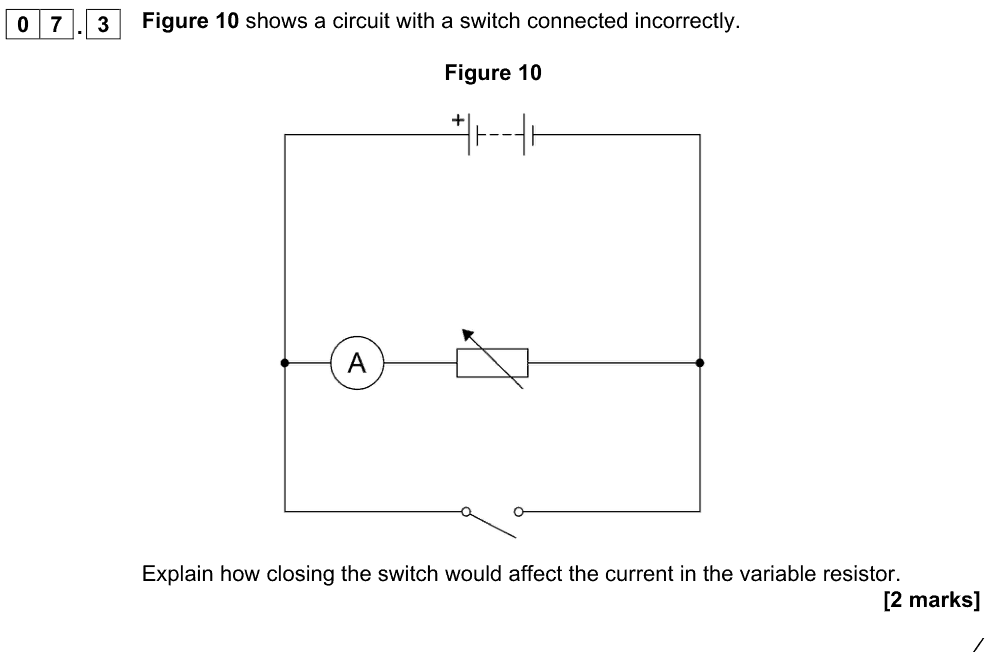 0 7 . 3 Figure 10 shows a circuit with a switch connected incorrectly.
Figure 10
+
A
Explain how closing the switch would affect the current in the variable resistor.
[2 marks]